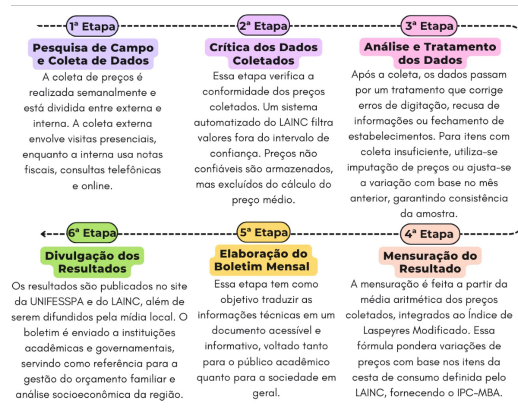 1ª Etapa
Pesquisa de Campo
e Coleta de Dados
A coleta de preços é
realizada semanalmente e
está dividida entre externa e
interna. A coleta externa
envolve visitas presenciais,
enquanto a interna usa notas
fiscais, consultas telefônicas
e online.
2ª Etapa
Crítica dos Dados
Coletados
Essa etapa verifica a
conformidade dos preços
coletados. Um sistema
automatizado do LAINC filtra
valores fora do intervalo de
confiança. Preços não
confiáveis são armazenados,
mas excluídos do cálculo do
preço médio.
3ª Etapa
Análise e Tratamento
dos Dados
Após a coleta, os dados passam
por um tratamento que corrige
erros de digitação, recusa de
informações ou fechamento de
estabelecimentos. Para itens com
coleta insuficiente, utiliza-se
imputação de preços ou ajusta-se
a variação com base no mês
anterior, garantindo consistência
da amostra.
4ª Etapa
Mensuração do
Resultado
A mensuração é feita a partir da
média aritmética dos preços
coletados, integrados ao Índice de
Laspeyres Modificado. Essa
fórmula pondera variações de
preços com base nos itens da
cesta de consumo definida pelo
LAINC, fornecendo o IPC-MBA.
5ª Etapa
Elaboração do
Boletim Mensal
Essa etapa tem como
objetivo traduzir as
informações técnicas em um
documento acessível e
informativo, voltado tanto
para o público acadêmico
quanto para a sociedade em
geral.
6ª Etapa
Divulgação dos
Resultados
Os resultados são publicados no site
da UNIFESSPA e do LAINC, além de
serem difundidos pela mídia local. O
boletim é enviado a instituições
acadêmicas e governamentais,
servindo como referência para a
gestão do orçamento familiar e
análise socioeconômica da região.